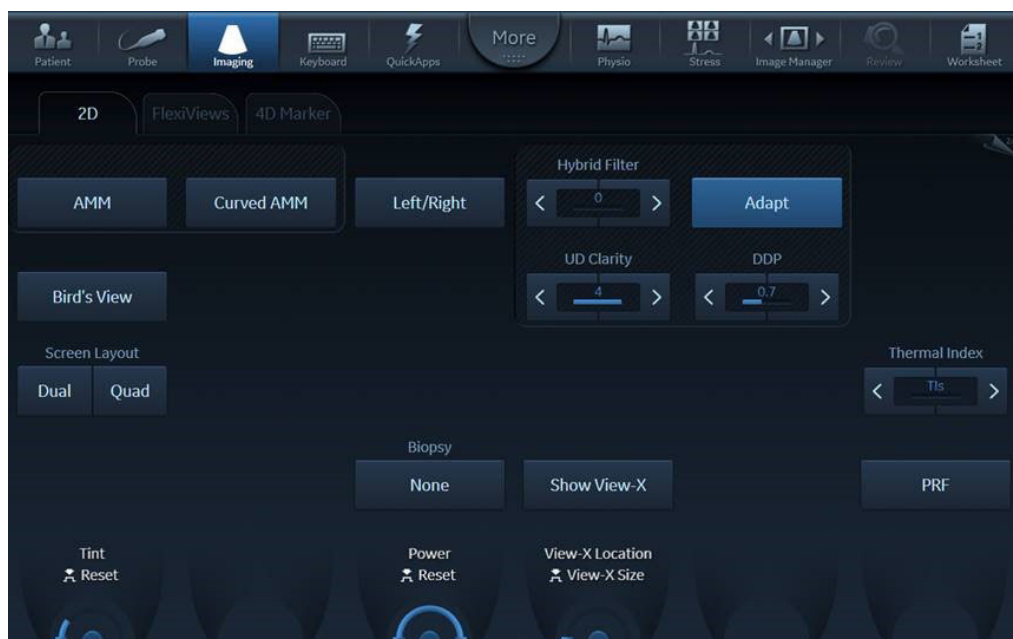 Patient Probe Imaging Keyboard QuickApps More Physio Stress Image Manager Review Worksheet
2D FlexiViews 4D Marker
Hybrid Filter
AMM Curved AMM Left/Right 0 Adapt
UD Clarity DDP
Bird's View 4 0.7
Screen Layout Thermal Index
Dual Quad TIs
Biopsy
None Show View-X PRF
Tint Power View-X Location
Reset Reset View-X Size